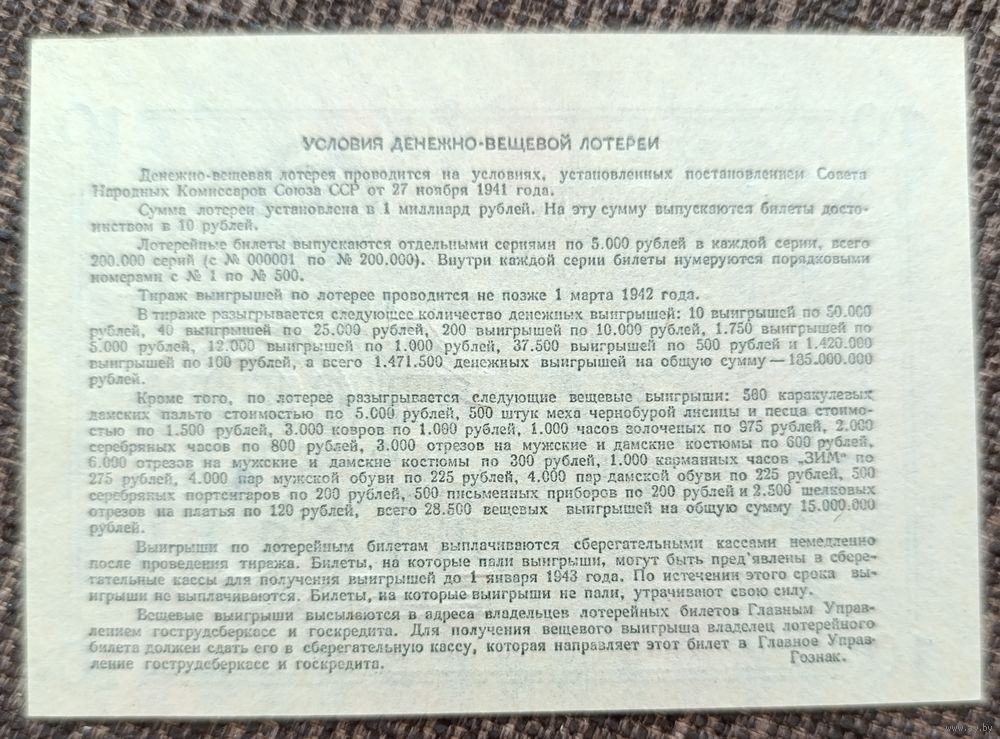 УСЛОВИЯ ДЕНЕЖНО-ВЕЩЕВОЙ ЛОТЕРЕИ
Денежно-вещевая лотерея проводится на условиях, установленных постановлением Совета
Народных Комиссаров Союза ССР от 27 ноября 1941 года.
Сумма лотереи установлена в 1 миллиард рублей. На эту сумму выпускаются билеты досто-
инством в 10 рублей.
Лотерейные билеты выпускаются отдельными сериями по 5.000 рублей в каждой серии, всего
200.000 серий (с № 000001 по № 200.000). Внутри каждой серии билеты нумеруются порядковыми
номерами с № 1 по № 500.
Тираж выигрышей по лотерее проводится не позже 1 марта 1942 года.
В тираже разыгрывается следующее количество денежных выигрышей: 10 выигрышей по 50.000
рублей, 40 выигрышей по 25.000 рублей, 200 выигрышей по 10.000 рублей, 1.750 выигрышей по
5.000 рублей, 12.000 выигрышей по 1.000 рублей, 37.500 выигрышей по 500 рублей и 1.420.000
выигрышей по 100 рублей, а всего 1.471.500 денежных выигрышей на общую сумму — 185.000.000
рублей.
Кроме того, по лотерее разыгрывается следующие вещевые выигрыши: 500 каракулевых
дамских пальто стоимостью по 5.000 рублей, 500 штук меха чернобурой лисицы и песца стоимо-
стью по 1.500 рублей, 3.000 ковров по 1.000 рублей, 1.000 часов золоченых по 975 рублей, 2.000
серебряных часов по 800 рублей, 3.000 отрезов на мужские и дамские костюмы по 600 рублей,
6.000 отрезов на мужские и дамские костюмы по 300 рублей, 1.000 карманных часов „ЗИМ" по
275 рублей, 4.000 пар мужской обуви по 225 рублей, 4.000 пар дамской обуви по 225 рублей, 500
серебряных портсигаров по 200 рублей, 500 письменных приборов по 200 рублей и 2.500 шелковых
отрезов на платья по 120 рублей, всего 28.500 вещевых выигрышей на общую сумму 15.000.000
рублей.
Выигрыши по лотерейным билетам выплачиваются сберегательными кассами немедленно
после проведения тиража. Билеты, на которые пали выигрыши, могут быть пред'явлены в сбере-
гательные кассы для получения выигрышей до 1 января 1943 года. По истечении этого срока вы-
игрыши не выплачиваются. Билеты, на которые выигрыши не пали, утрачивают свою силу.
Вещевые выигрыши высылаются в адреса владельцев лотерейных билетов Главным Управ-
лением гострудсберкасс и госкредита. Для получения вещевого выигрыша владелец лотерейного
билета должен сдать его в сберегательную кассу, которая направляет этот билет в Главное Управ-
ление гострудсберкасс и госкредита.
Гознак.
www.ay.by